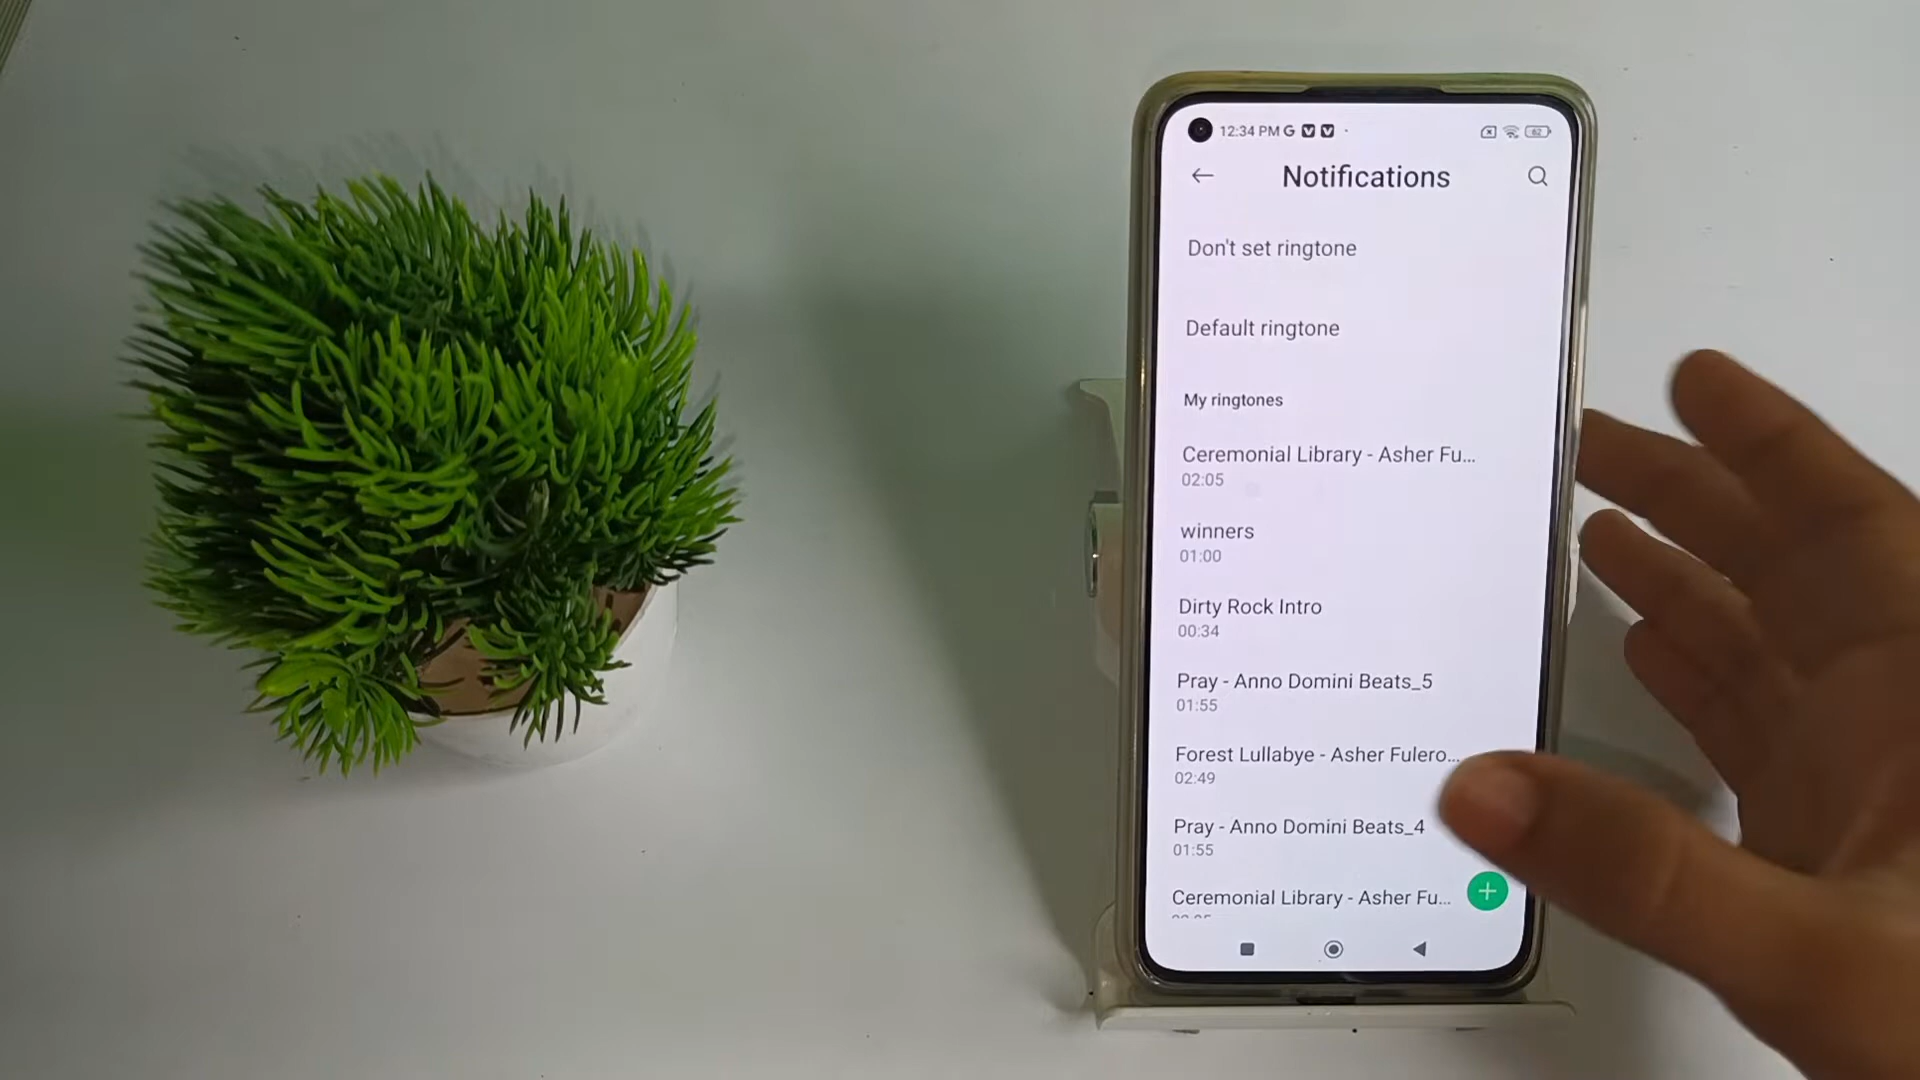 12:34 PM G
62
Notifications
Don't set ringtone
Default ringtone
My ringtones
Ceremonial Library - Asher Fu...
02:05
winners
01:00
Dirty Rock Intro
00:34
Pray - Anno Domini Beats_5
01:55
Forest Lullabye - Asher Fulero...
02:49
Pray - Anno Domini Beats_4
01:55
Ceremonial Library - Asher Fu...